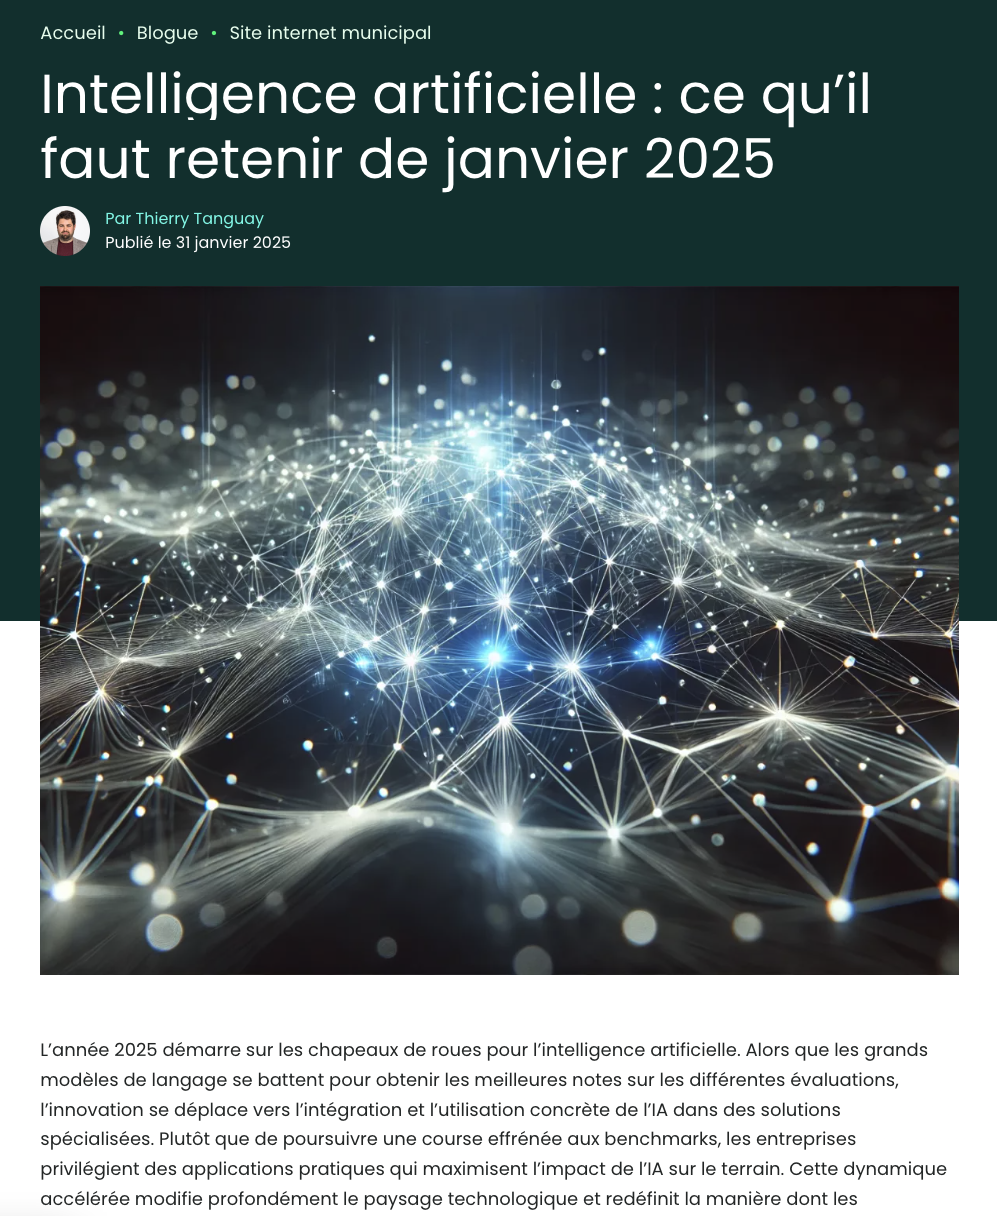 Accueil • Blogue • Site internet municipal
Intelligence artificielle : ce qu’il
faut retenir de janvier 2025
Par Thierry Tanguay
Publié le 31 janvier 2025
L’année 2025 démarre sur les chapeaux de roues pour l’intelligence artificielle. Alors que les grands
modèles de langage se battent pour obtenir les meilleures notes sur les différentes évaluations,
l’innovation se déplace vers l’intégration et l’utilisation concrète de l’IA dans des solutions
spécialisées. Plutôt que de poursuivre une course effrénée aux benchmarks, les entreprises
privilégient des applications pratiques qui maximisent l’impact de l’IA sur le terrain. Cette dynamique
accélérée modifie profondément le paysage technologique et redéfinit la manière dont les